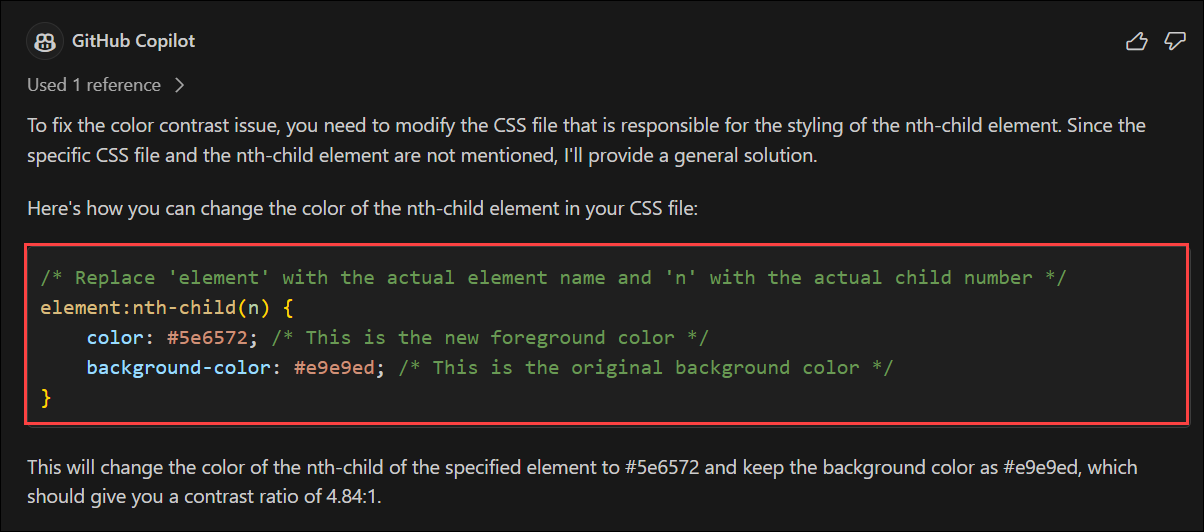 GitHub Copilot
Used 1 reference
To fix the color contrast issue, you need to modify the CSS file that is responsible for the styling of the nth-child element. Since the
specific CSS file and the nth-child element are not mentioned, I'll provide a general solution.
Here's how you can change the color of the nth-child element in your CSS file:
/* Replace 'element' with the actual element name and 'n' with the actual child number */
element:nth-child(n) {
    color: #5e6572; /* This is the new foreground color */
    background-color: #e9e9ed; /* This is the original background color */
}
This will change the color of the nth-child of the specified element to #5e6572 and keep the background color as #e9e9ed, which
should give you a contrast ratio of 4.84:1.